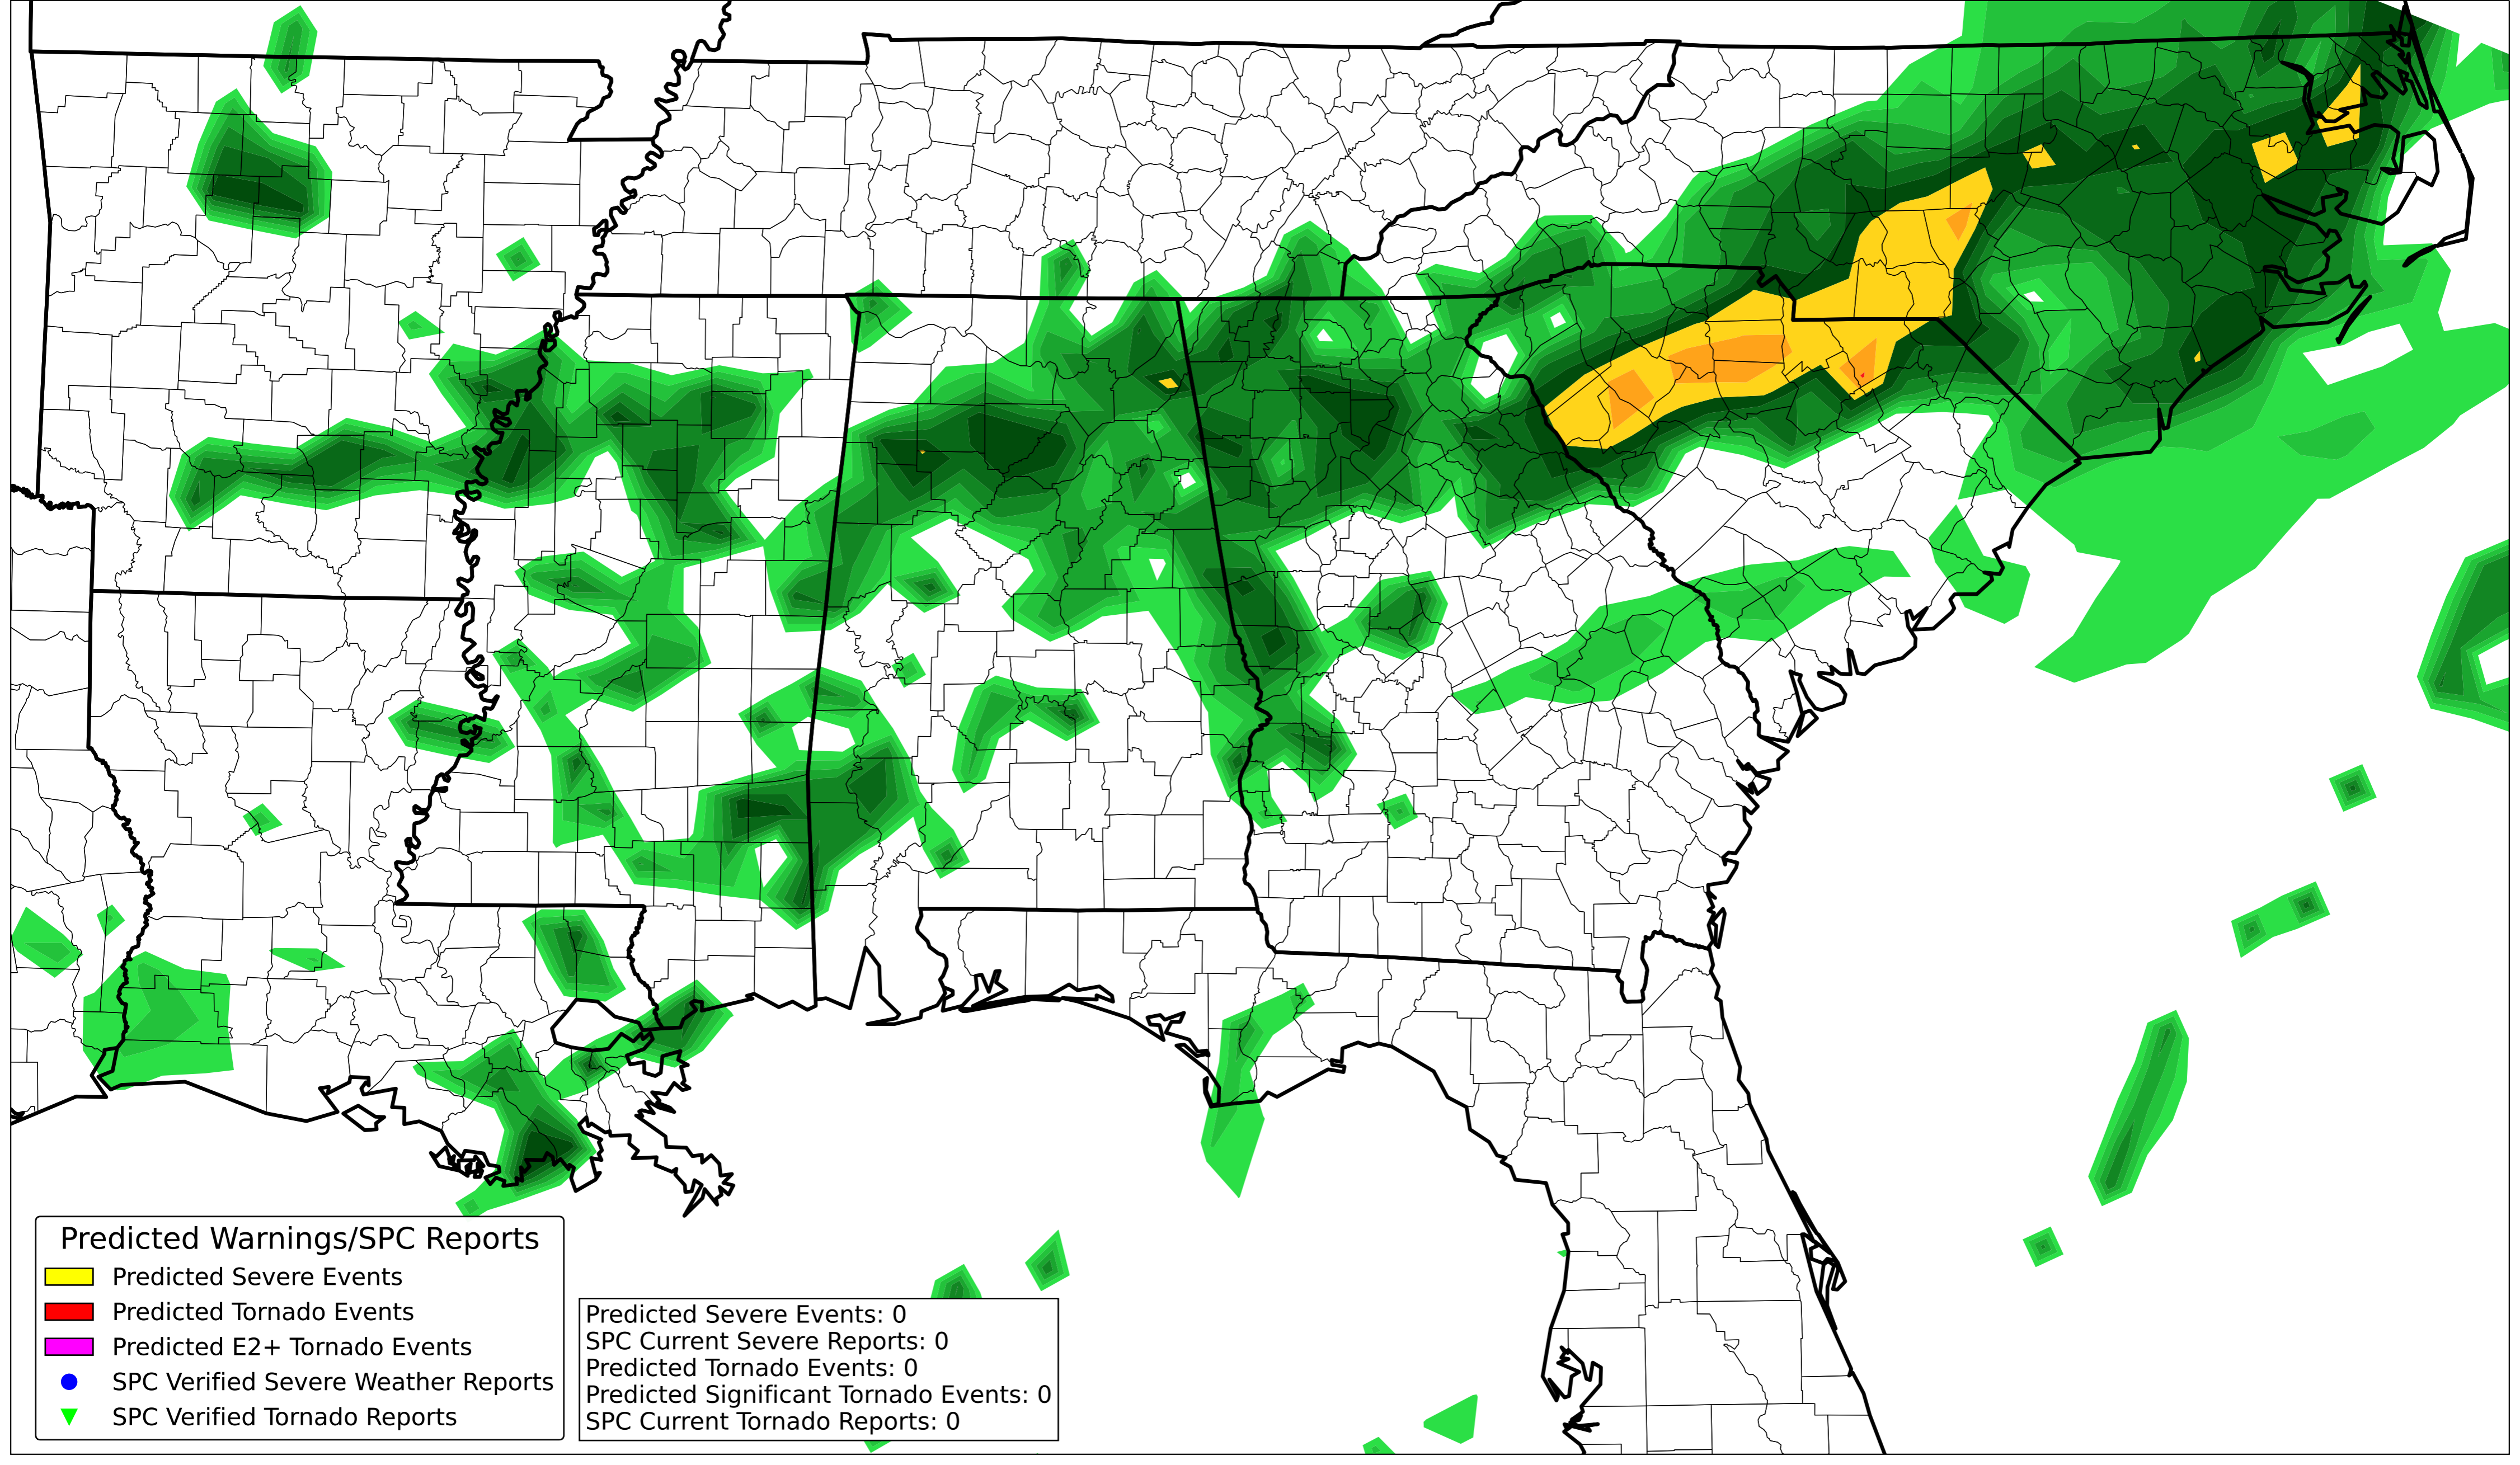 Predicted Warnings/SPC Reports
Predicted Severe Events
Predicted Tornado Events
Predicted E2+ Tornado Events
SPC Verified Severe Weather Reports
SPC Verified Tornado Reports
Predicted Severe Events: 0
SPC Current Severe Reports: 0
Predicted Tornado Events: 0
Predicted Significant Tornado Events: 0
SPC Current Tornado Reports: 0